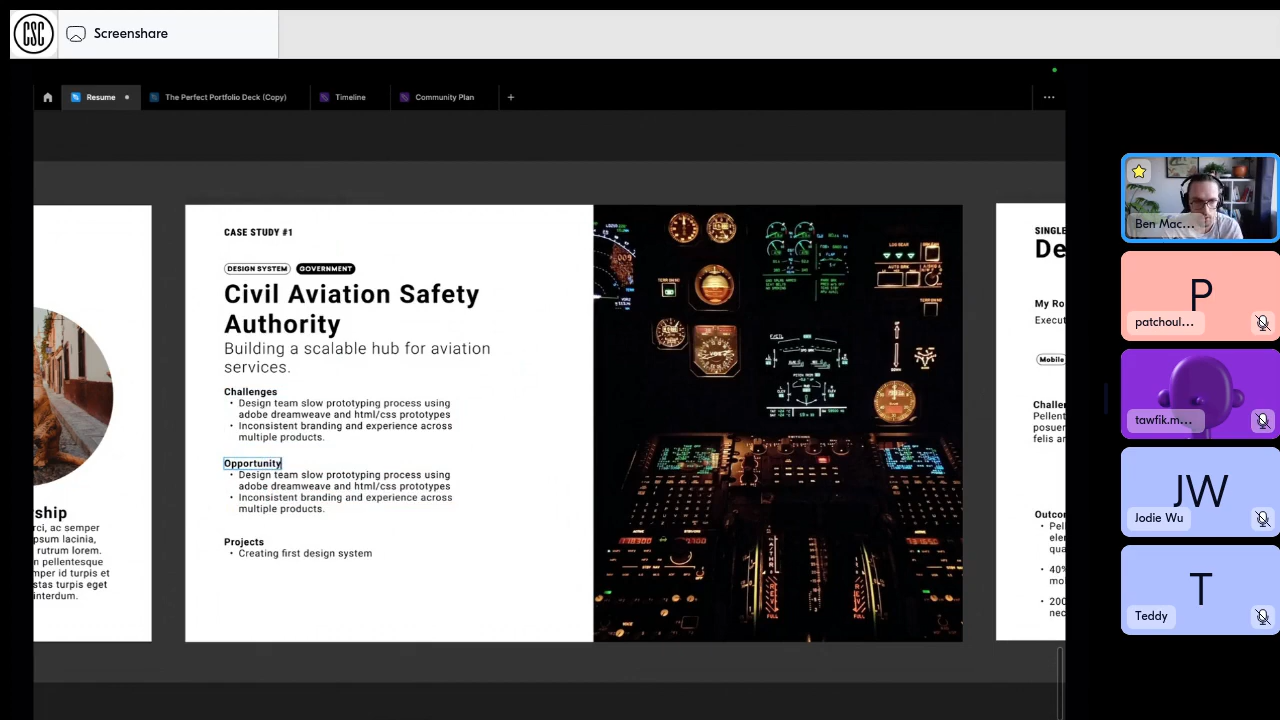 CSC
Screenshare
Resume
The Perfect Portfolio Deck (Copy)
Timeline
Community Plan
CASE STUDY #1
DESIGN SYSTEM
GOVERNMENT
Civil Aviation Safety
Authority
Building a scalable hub for aviation
services.
Challenges
• Design team slow prototyping process using
adobe dreamweave and html/css prototypes
• Inconsistent branding and experience across
multiple products.
Opportunity
• Design team slow prototyping process using
adobe dreamweave and html/css prototypes
• Inconsistent branding and experience across
multiple products.
Projects
• Creating first design system
ship
rci, ac semper
psum lacinia,
rutrum lorem.
n pellentesque
mper id turpis et
stas turpis eget
interdum.
SINGLE
De
My Ro
Execut
Mobile
Challen
Pellent
posuer
felis ar
Outcor
• Pell
eler
qua
• 40%
mol
• 200
nec
Ben Mac...
P
patchoul...
tawfik.m...
JW
Jodie Wu
T
Teddy